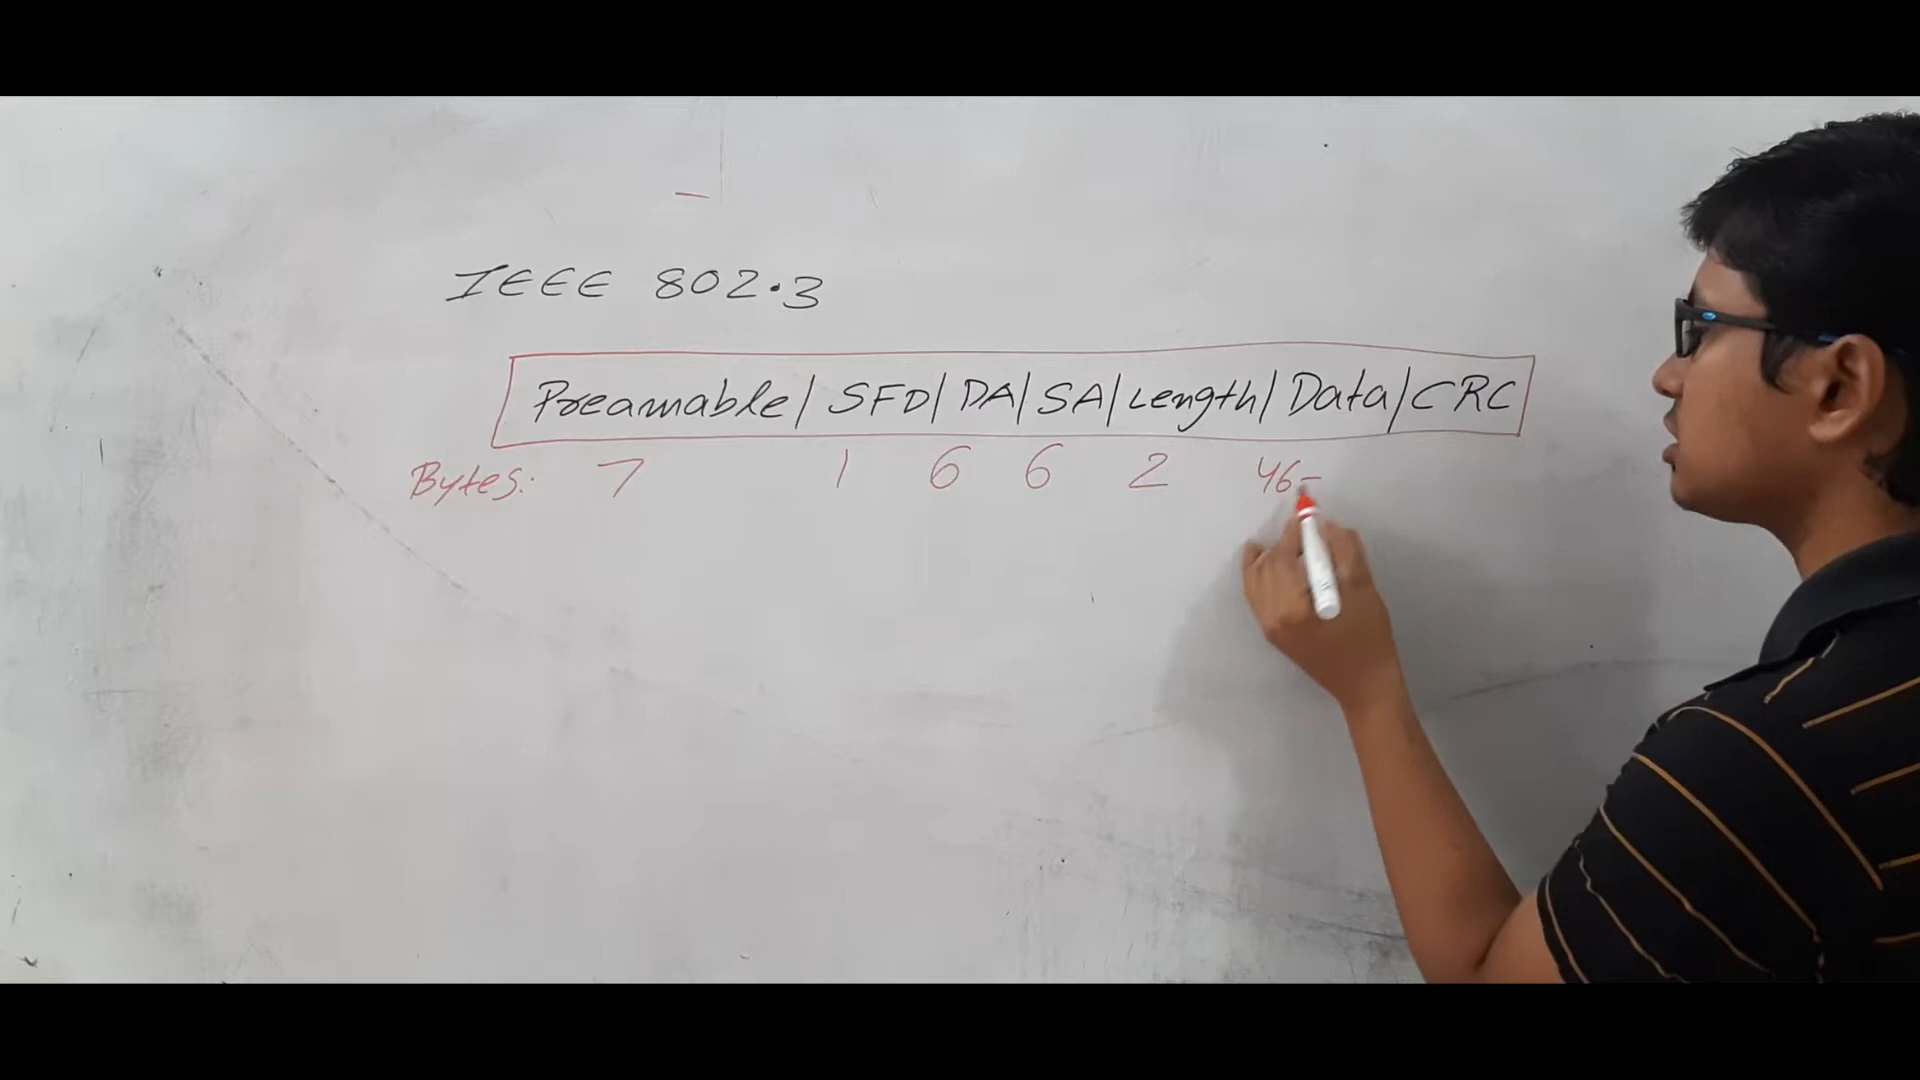 IEEE 802.3
Preamable/ SFD/ DA/ SA/ Length/ Data/ CRC
Bytes: 7 1 6 6 2 46-